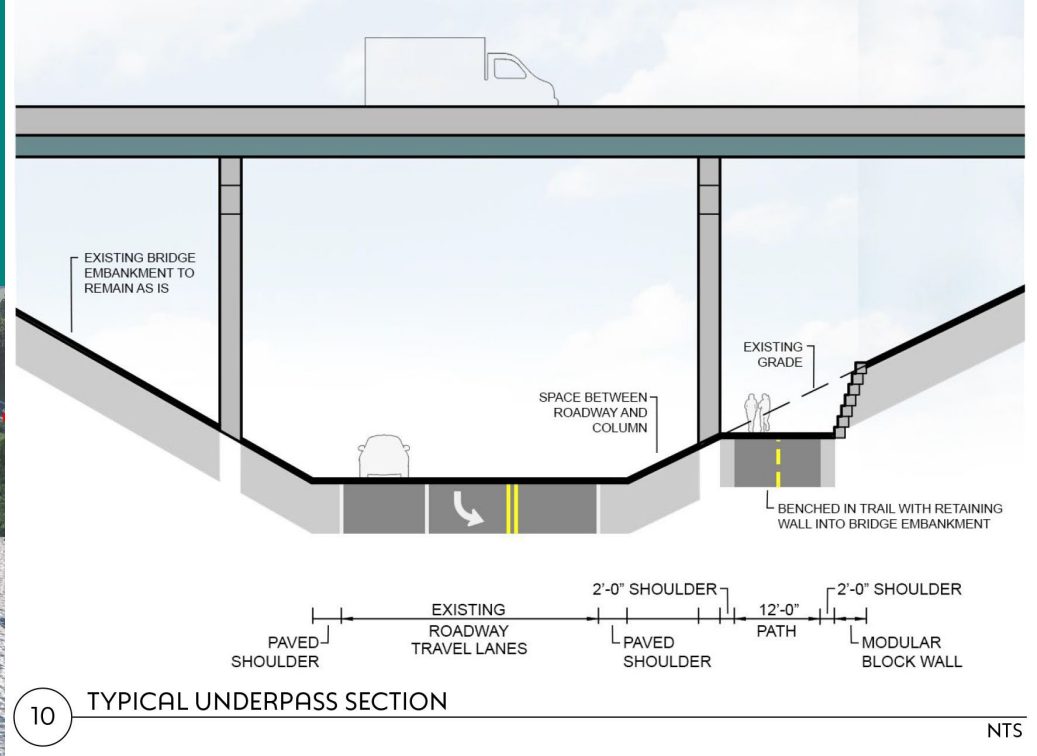 EXISTING BRIDGE
EMBANKMENT TO
REMAIN AS IS
EXISTING
GRADE
SPACE BETWEEN
ROADWAY AND
COLUMN
BENCHED IN TRAIL WITH RETAINING
WALL INTO BRIDGE EMBANKMENT
PAVED
SHOULDER
EXISTING
ROADWAY
TRAVEL LANES
PAVED
SHOULDER
2'-0" SHOULDER
12'-0"
PATH
2'-0" SHOULDER
MODULAR
BLOCK WALL
10
TYPICAL UNDERPASS SECTION
NTS